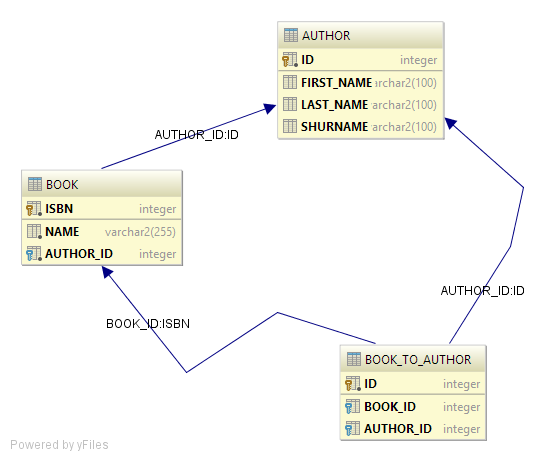 AUTHOR
ID integer
FIRST_NAME rchar2(100)
LAST_NAME archar2(100)
SHURNAME archar2(100)
AUTHOR_ID:ID
BOOK
ISBN integer
NAME varchar2(255)
AUTHOR_ID integer
AUTHOR_ID:ID
BOOK_ID:ISBN
BOOK_TO_AUTHOR
ID integer
BOOK_ID integer
AUTHOR_ID integer
Powered by yFiles